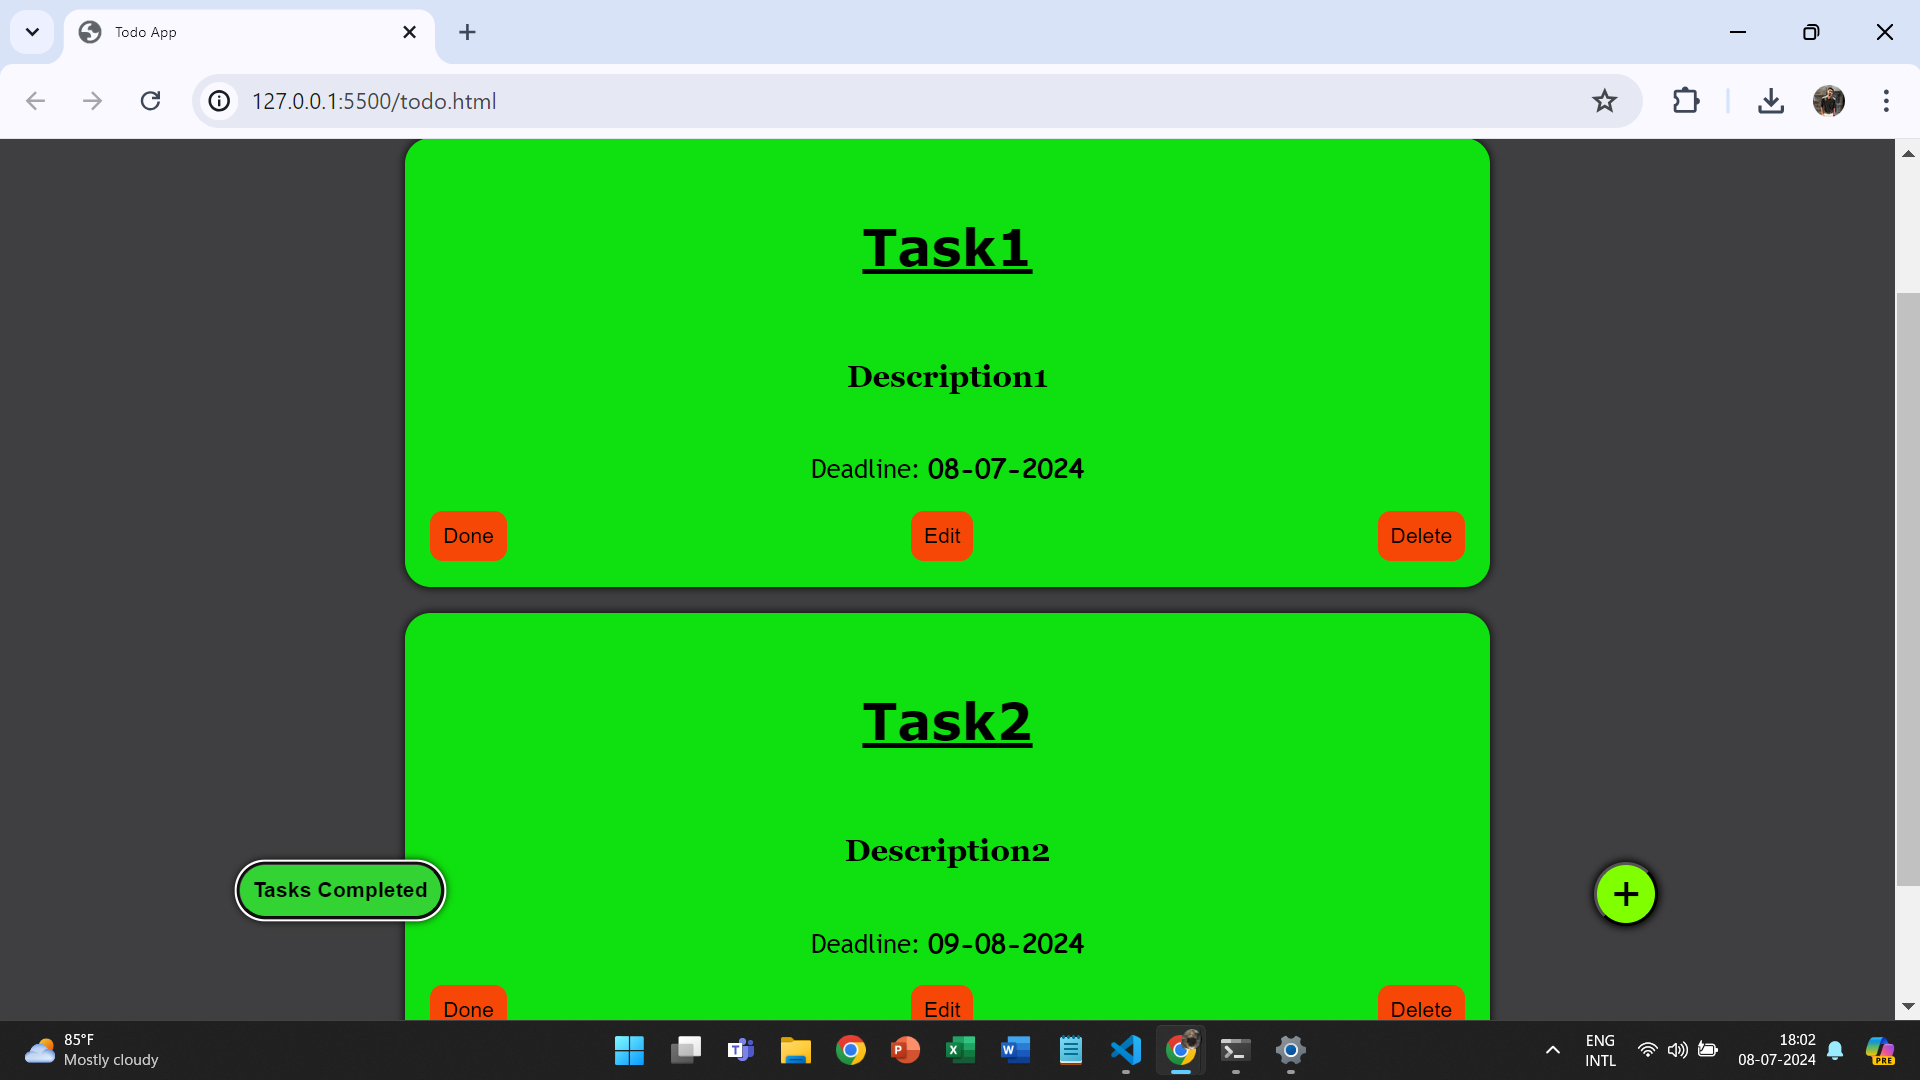 Todo App
127.0.0.1:5500/todo.html
Task1
Description1
Deadline: 08-07-2024
Done Edit Delete
Task2
Description2
Tasks Completed
+
Deadline: 09-08-2024
Done Edit Delete
85°F
Mostly cloudy
ENG
INTL
18:02
08-07-2024
PRE